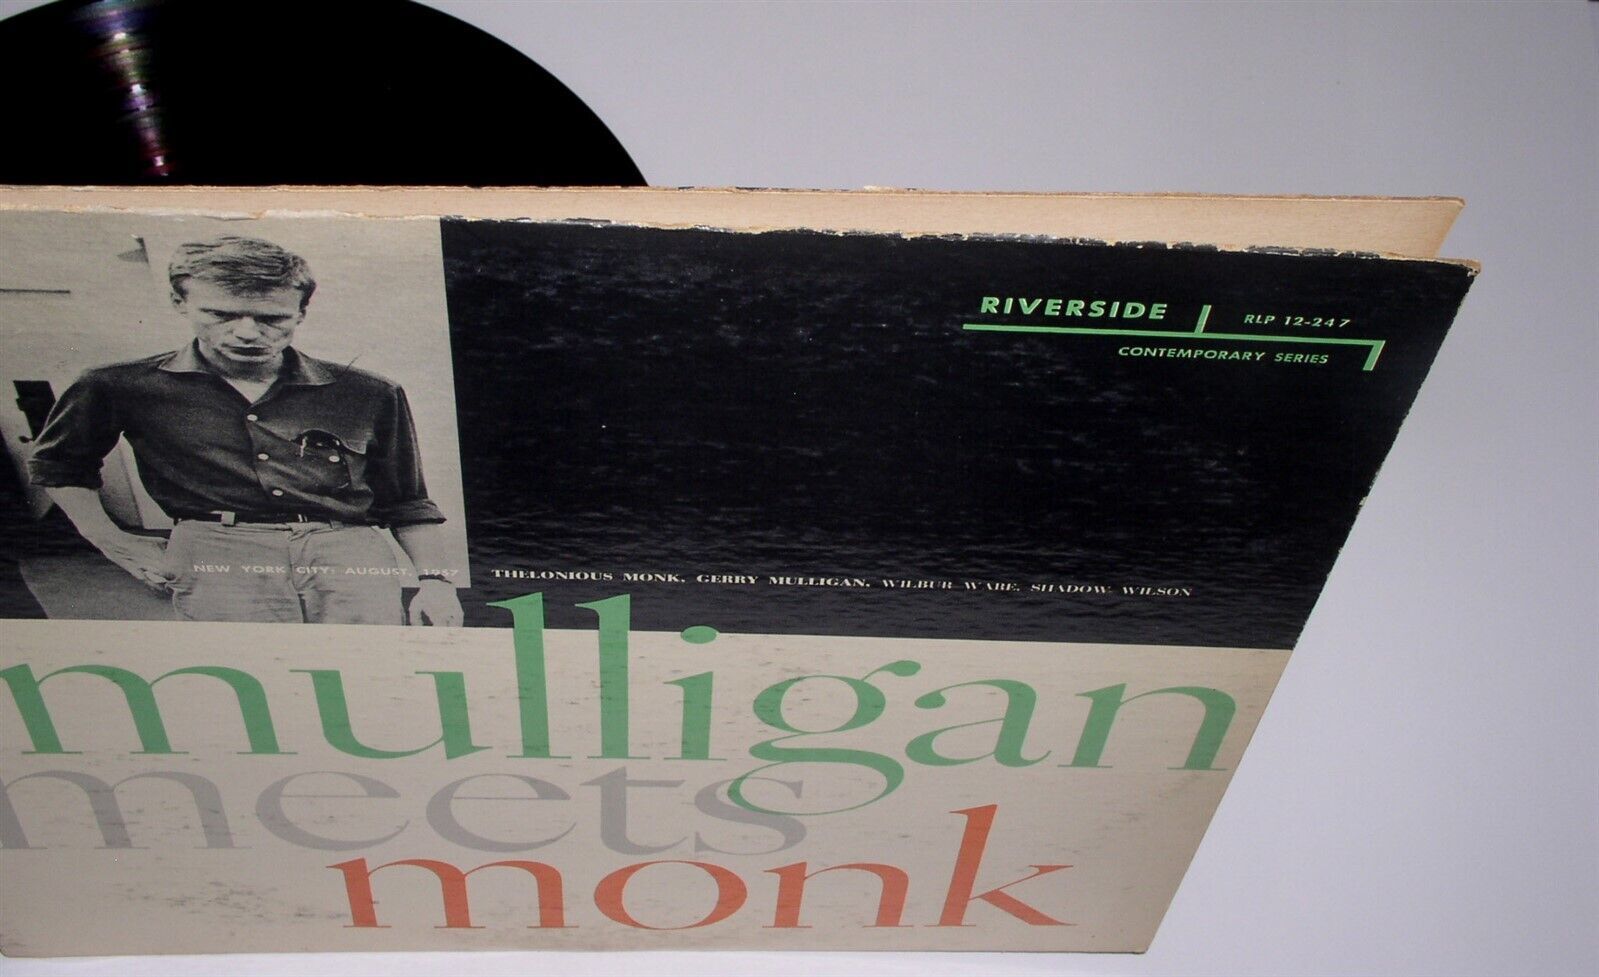 RIVERSIDE
RLP 12-247
CONTEMPORARY SERIES
NEW YORK CITY: AUGUST, 1957
THELONIOUS MONK, GERRY MULLIGAN, WILBUR WARE, SHADOW WILSON
mulligan
meets
monk